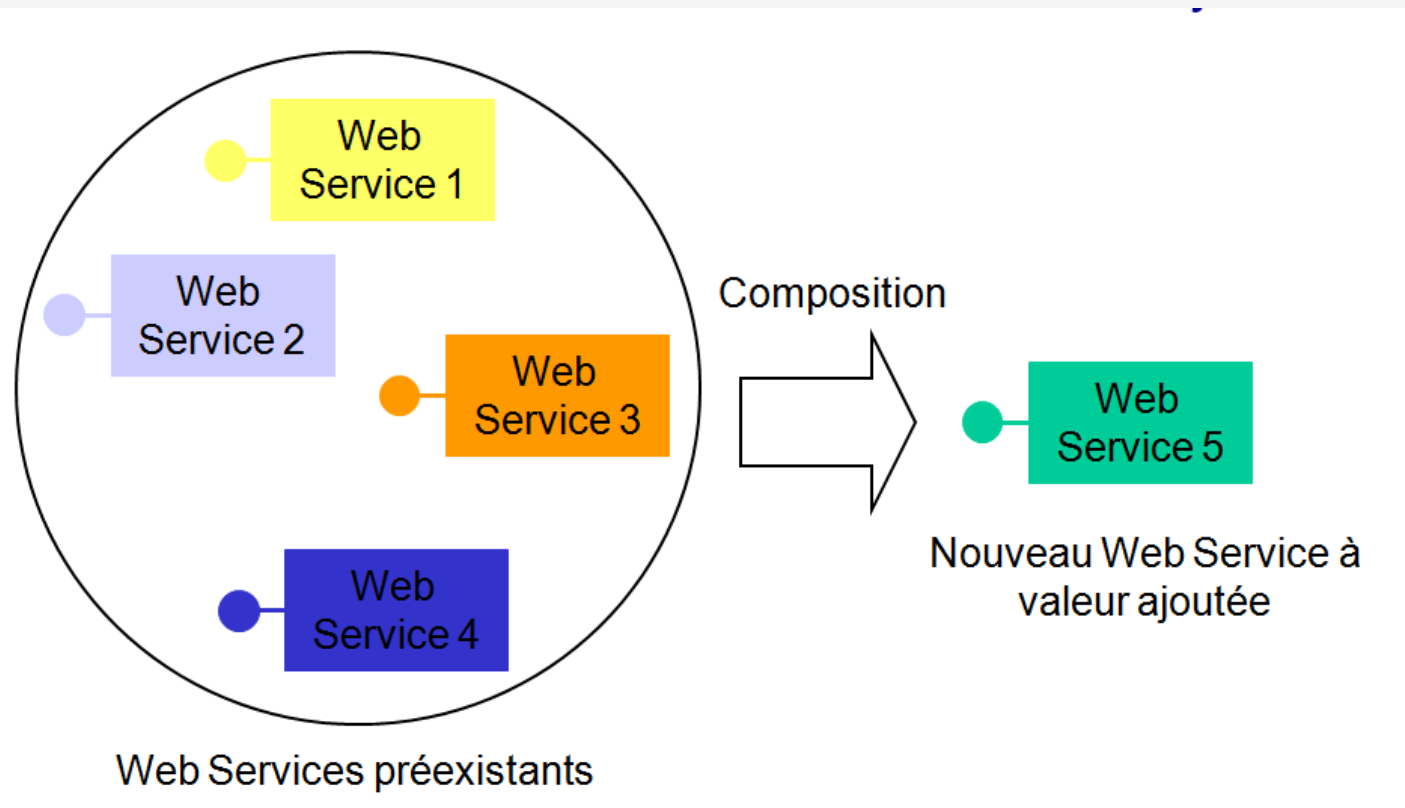 Web
Service 1
Web
Service 2
Web
Service 3
Web
Service 4
Web Services préexistants
Composition
Web
Service 5
Nouveau Web Service à
valeur ajoutée